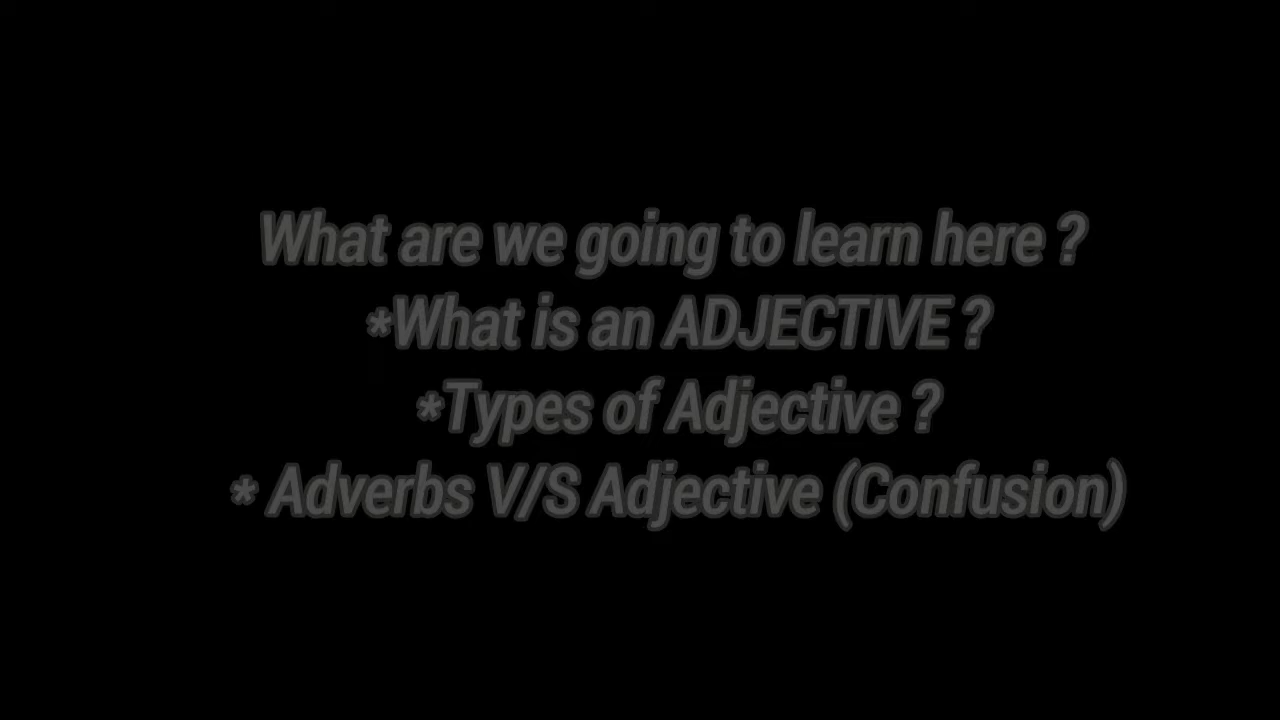 What are we going to learn here ?
*What is an ADJECTIVE ?
*Types of Adjective ?
* Adverbs V/S Adjective (Confusion)